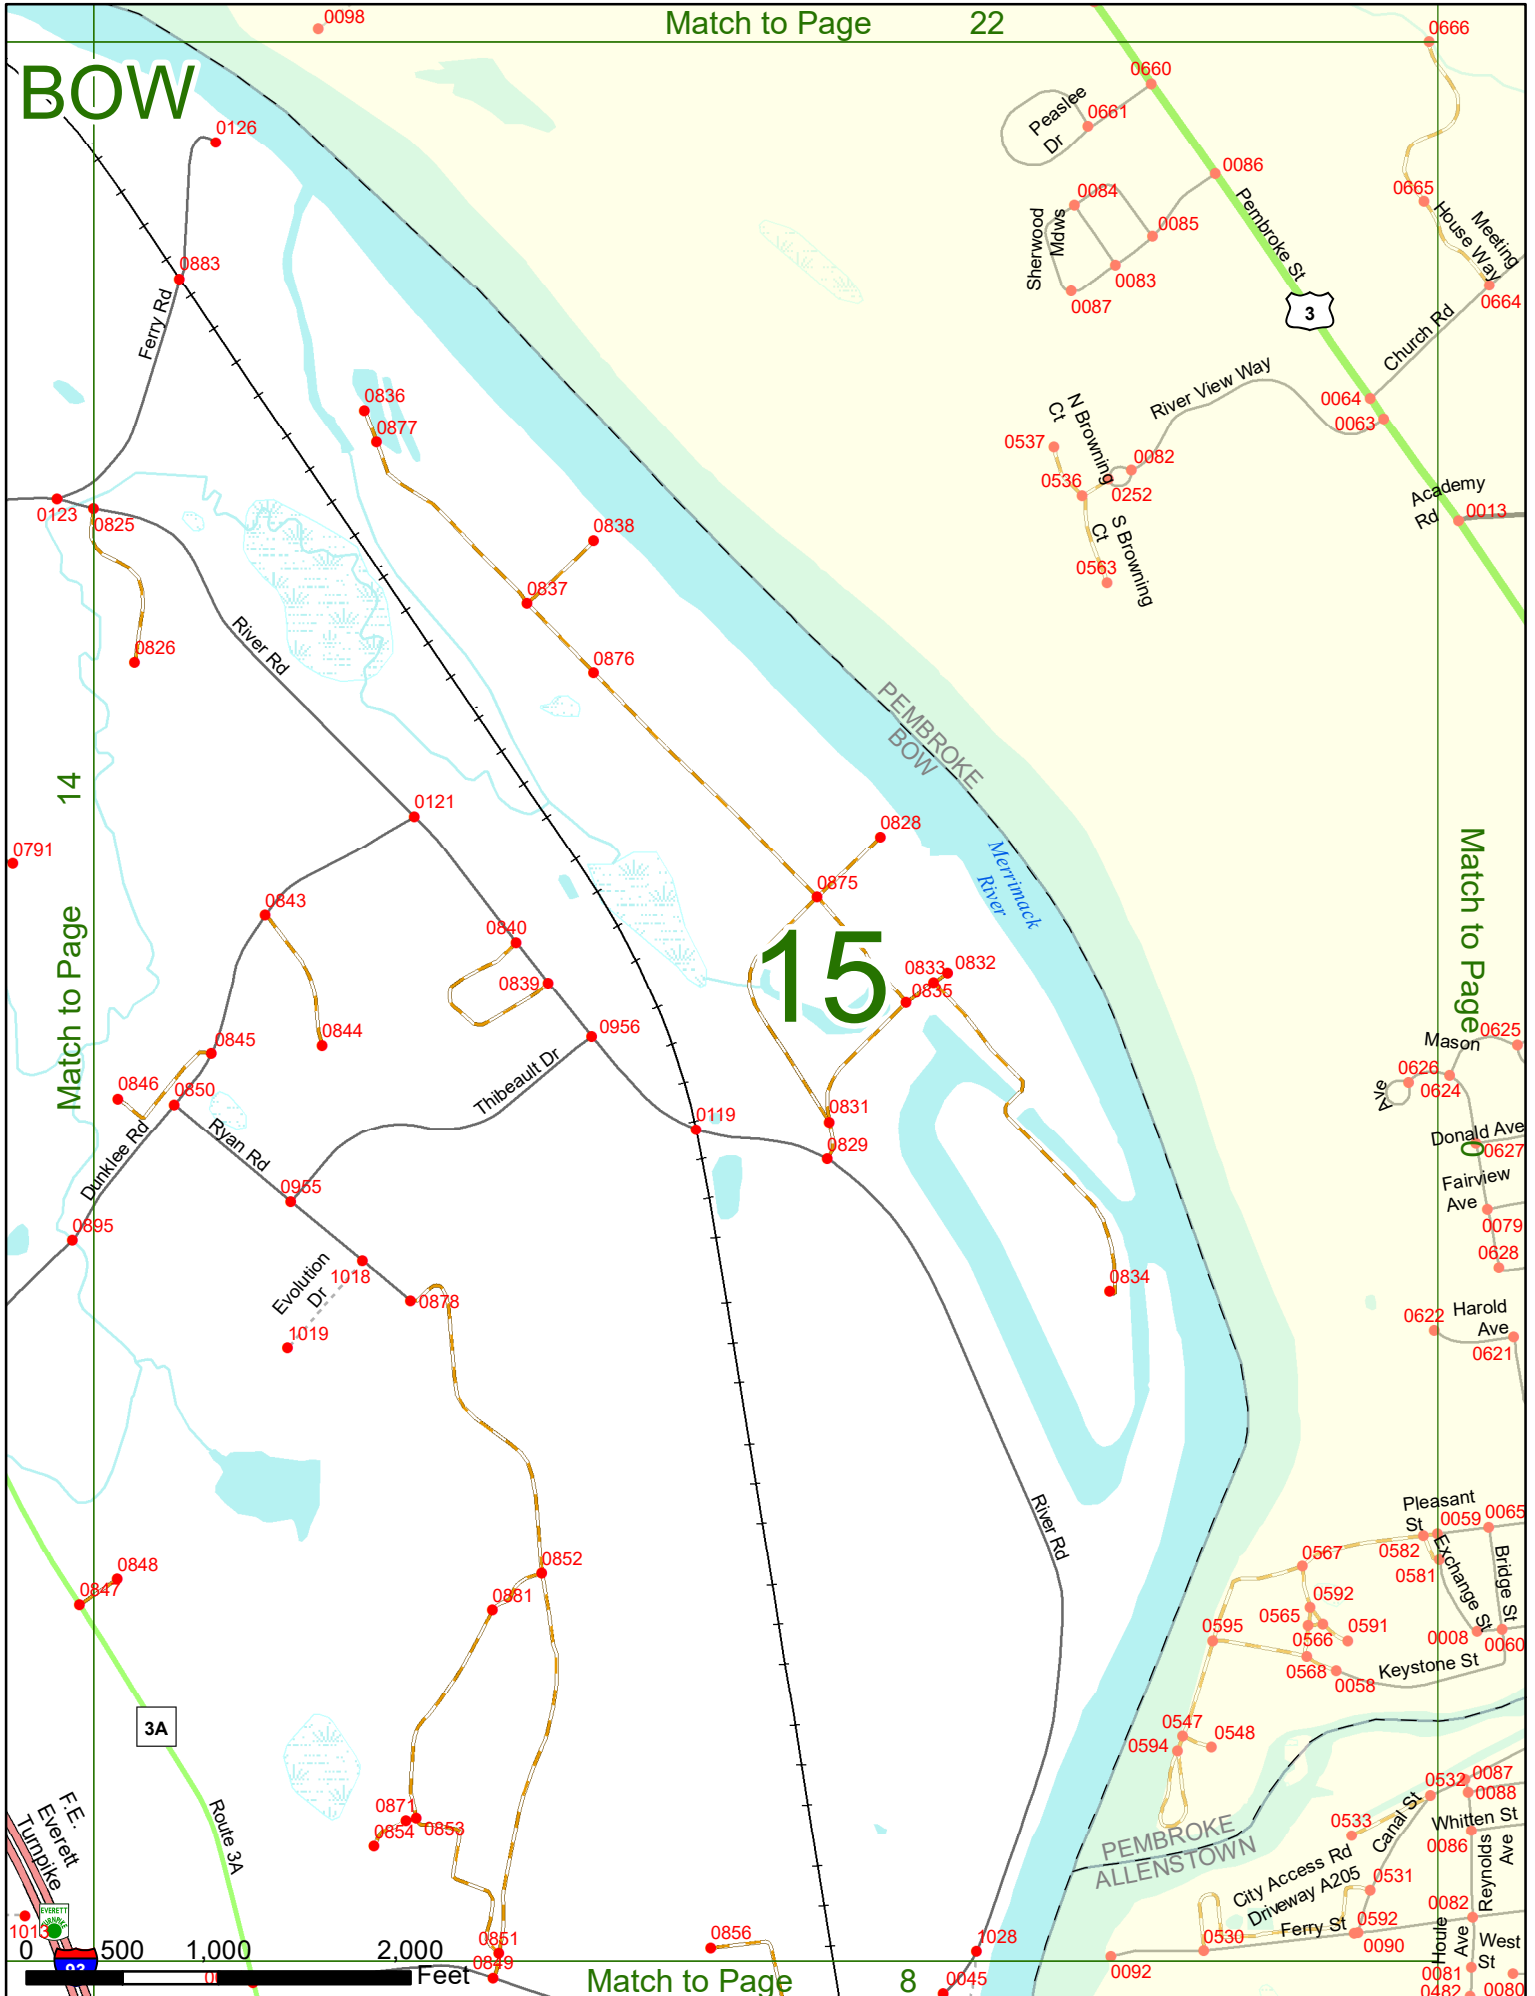 Match to Page 22
BOW
0098
0666
0660
Peaslee
Dr
0661
0126
0086
0084
0665
Meeting
House Way
Sherwood
Mdws
0085
Pembroke St
0883
0083
0087
0664
3
Ferry Rd
Church Rd
River View Way
0836
0064
0063
N Browning
Ct
0877
0537
0082
0536
0252
Academy
Rd
0013
0123
0825
0838
S Browning
Ct
0563
0837
River Rd
0826
0876
PEMBROKE
BOW
14
0121
0828
0791
Merrimack
River
Match to Page
0875
0843
0840
15
0833
0832
0839
0835
Match to Page
0956
0844
0845
0625
Mason
Ave
0626
0624
0846
0850
Thibeault Dr
0831
0119
Ryan Rd
Donald Ave
0627
0
0829
Dunklee Rd
Fairview
Ave
0955
0079
0895
0628
Evolution
Dr
1018
0834
0878
Harold
Ave
0622
1019
0621
River Rd
Pleasant
St
0059
0065
0582
0581
Exchange St
Bridge St
0567
0848
0852
0847
0881
0592
0565
0591
0595
0566
0008
0060
0568
Keystone St
0058
3A
0547
0548
0594
F.E.
Everett
Turnpike
Route 3A
0532
0087
0088
0871
0853
0854
PEMBROKE
ALLENSTOWN
0533
Canal St
Whitten St
0086
City Access Rd
Driveway A205
0531
Reynolds
Ave
0082
EVERETT
TURNPIKE
1013
0592
Ferry St
0530
0090
Houle
Ave
West
St
0851
0856
1028
0092
0849
0045
0081
0482
0080
93
0 500 1,000 2,000
Feet
Match to Page 8